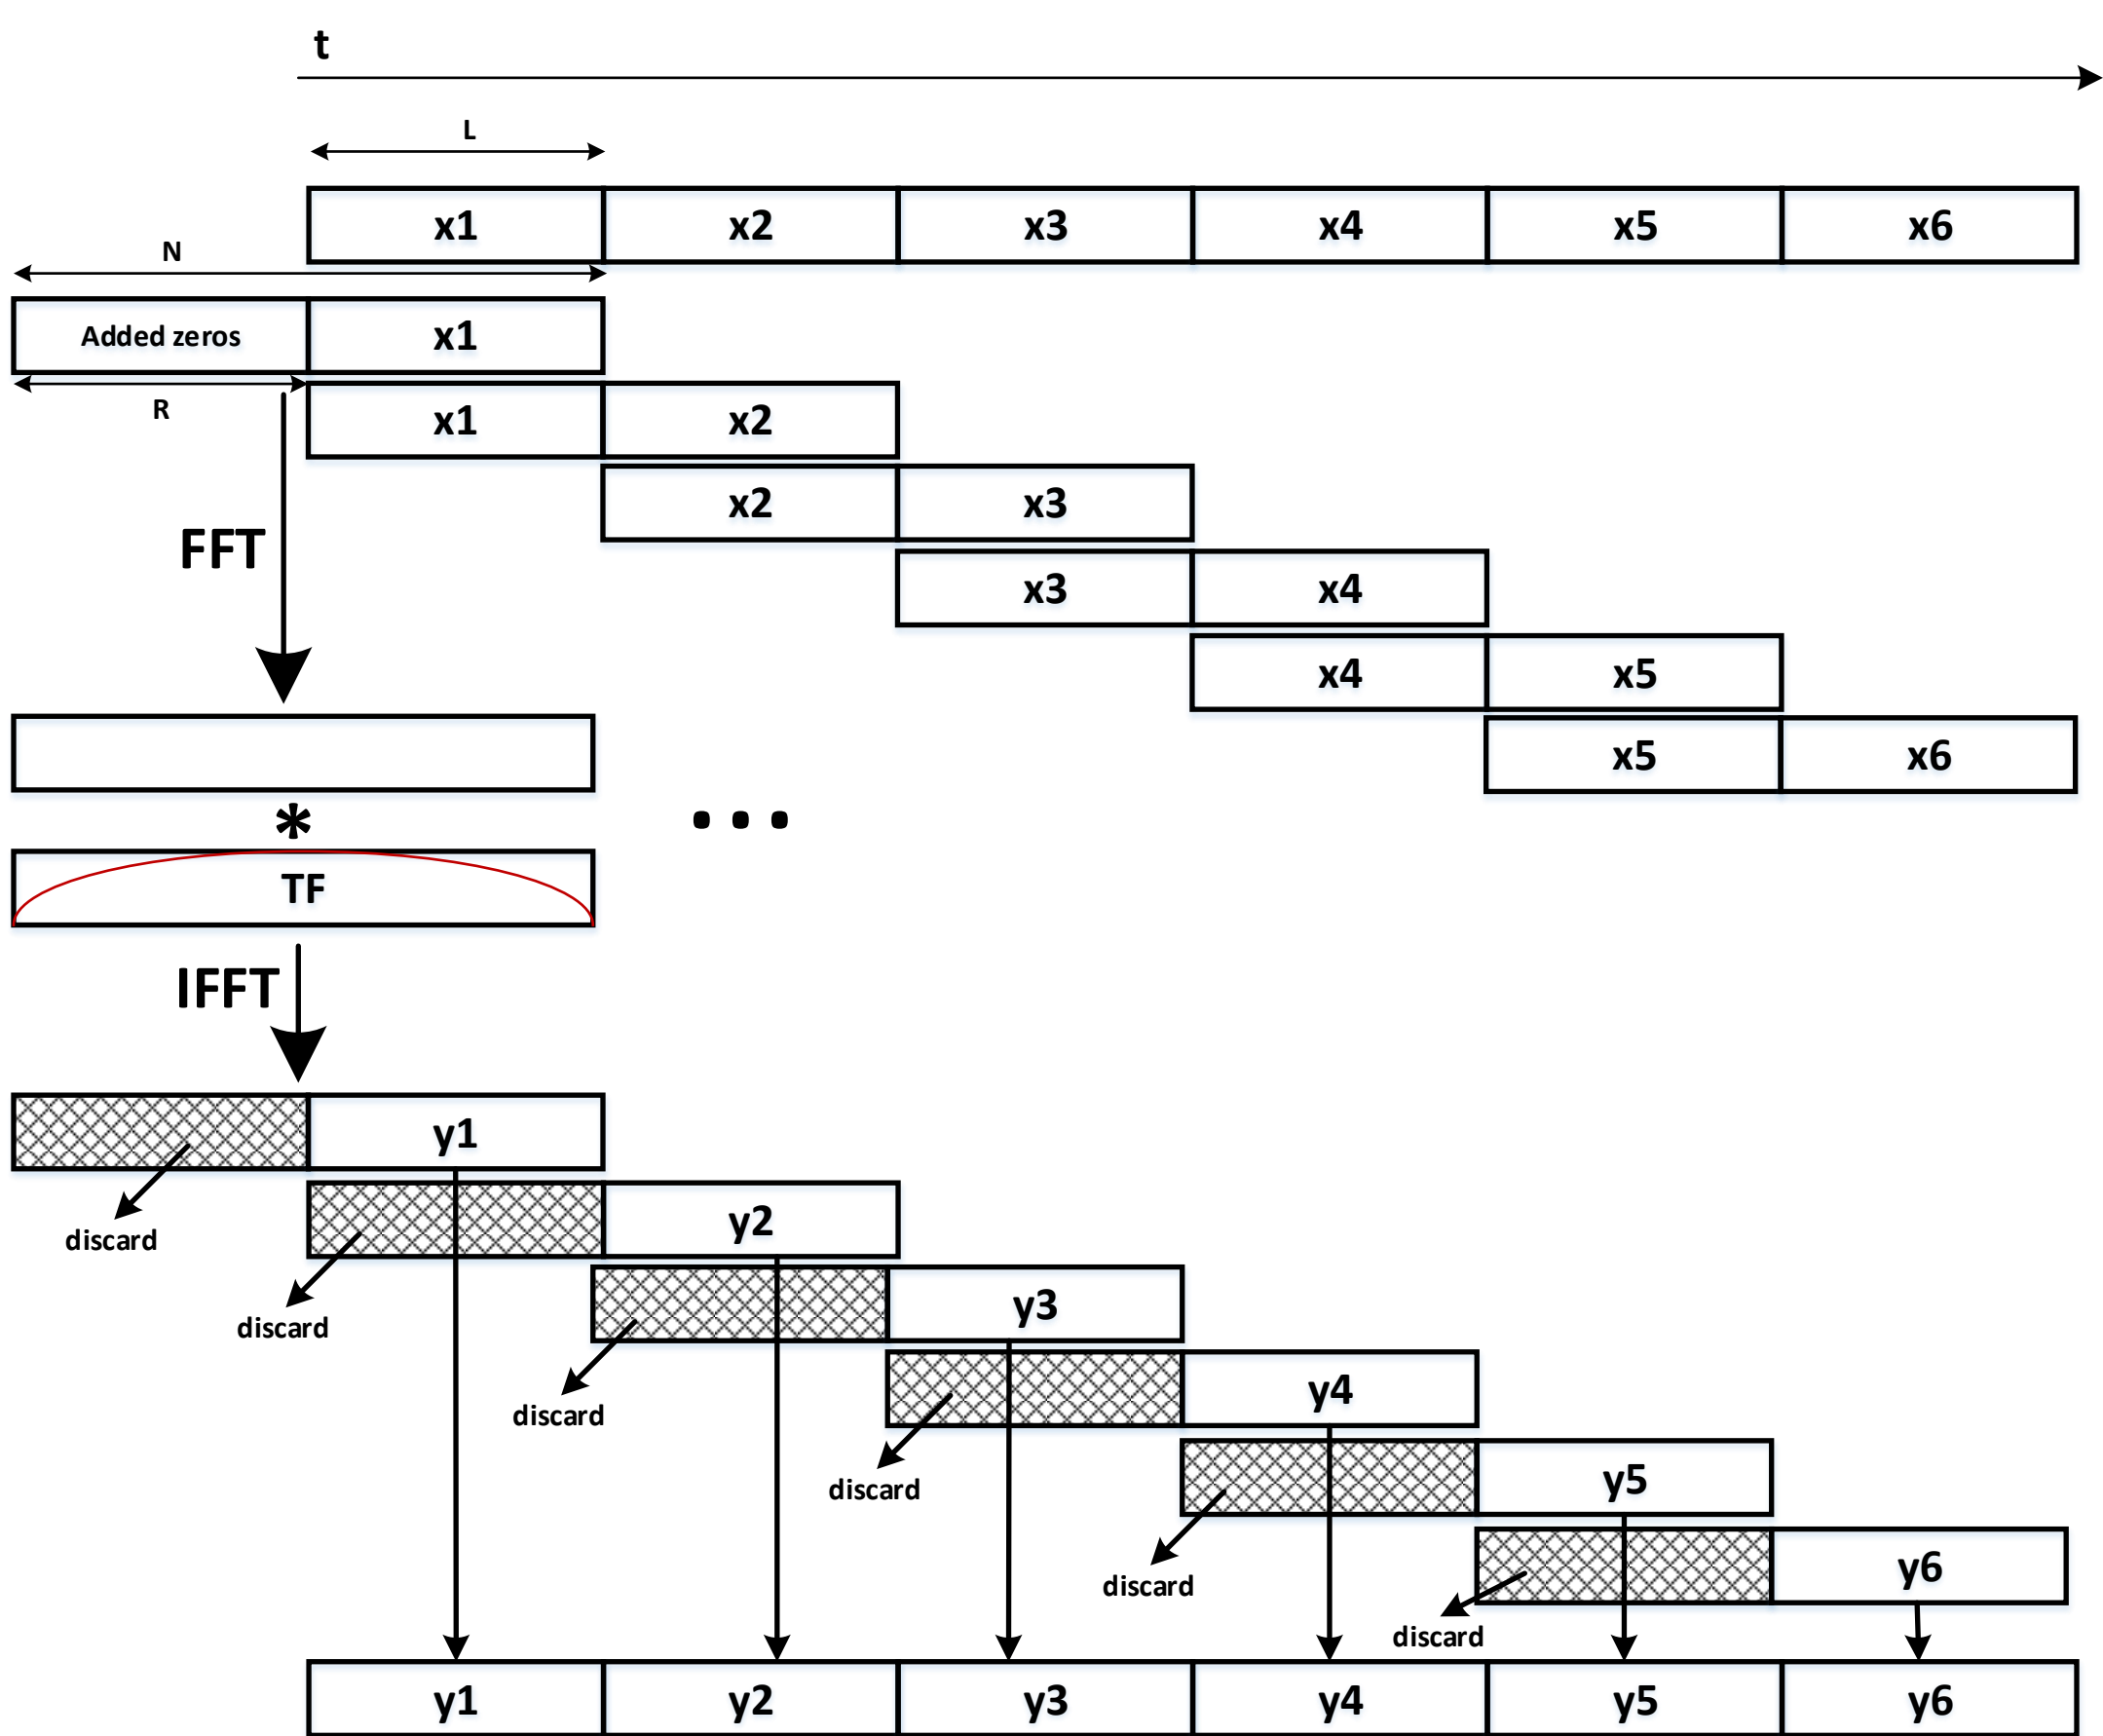 t
L
x1 x2 x3 x4 x5 x6
N
Added zeros x1
R
x1 x2
x2 x3
FFT
x3 x4
x4 x5
x5 x6
*
...
TF
IFFT
y1
discard
y2
discard
y3
discard
y4
discard
y5
discard
y6
discard
y1 y2 y3 y4 y5 y6